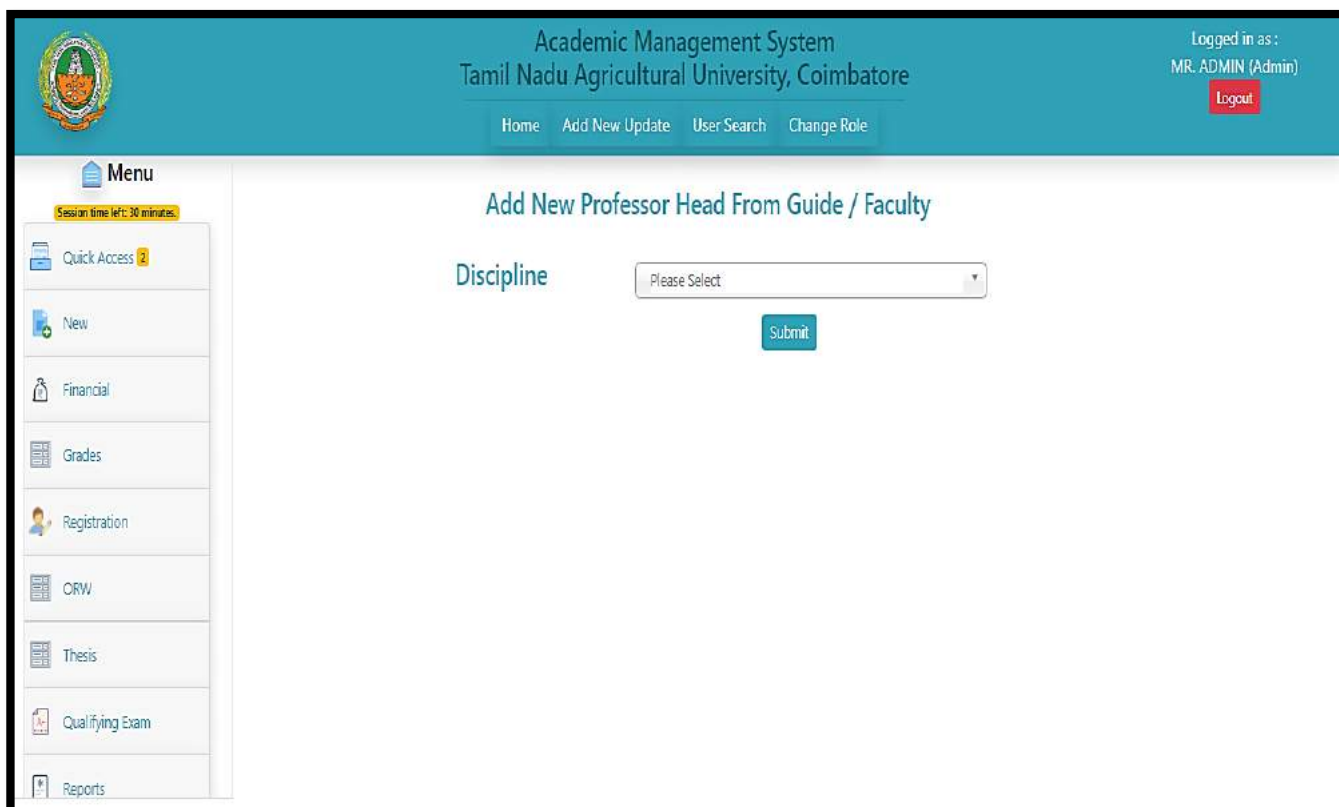 Academic Management System
Tamil Nadu Agricultural University, Coimbatore
Home Add New Update User Search Change Role
Logged in as :
MR. ADMIN (Admin)
Logout
Menu
Session time left: 30 minutes.
Quick Access 2
New
Financial
Grades
Registration
ORW
Thesis
Qualifying Exam
Reports
Add New Professor Head From Guide / Faculty
Discipline Please Select
Submit